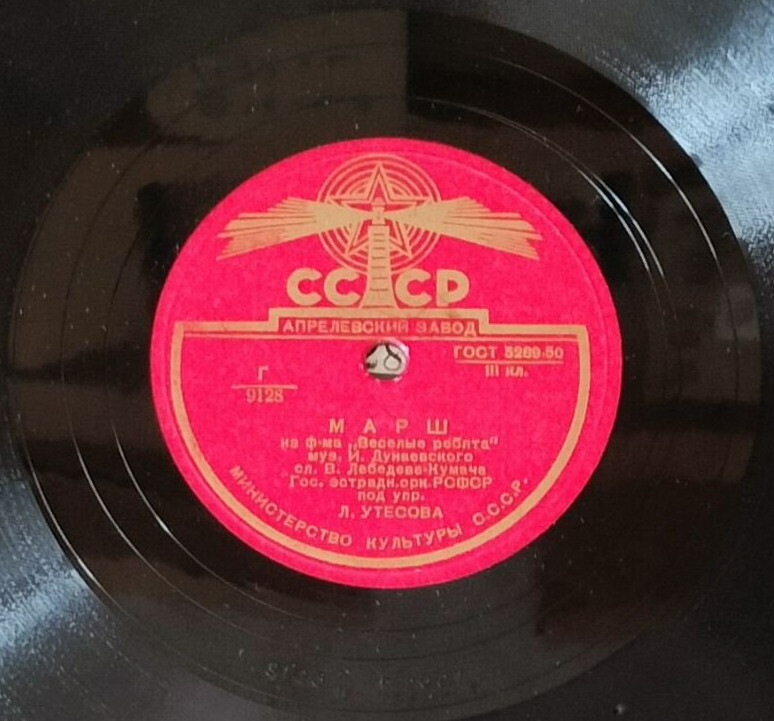 СССР
АПРЕЛЕВСКИЙ ЗАВОД
ГОСТ 5289-50
III кл.
Г
9128
МАРШ
из ф-ма „Веселые ребята"
муз. И. Дунаевского
сл. В. Лебедева-Кумача
Гос. эстрадн.орк.РСФСР
под упр.
Л. УТЕСОВА
МИНИСТЕРСТВО КУЛЬТУРЫ С.С.С.Р.